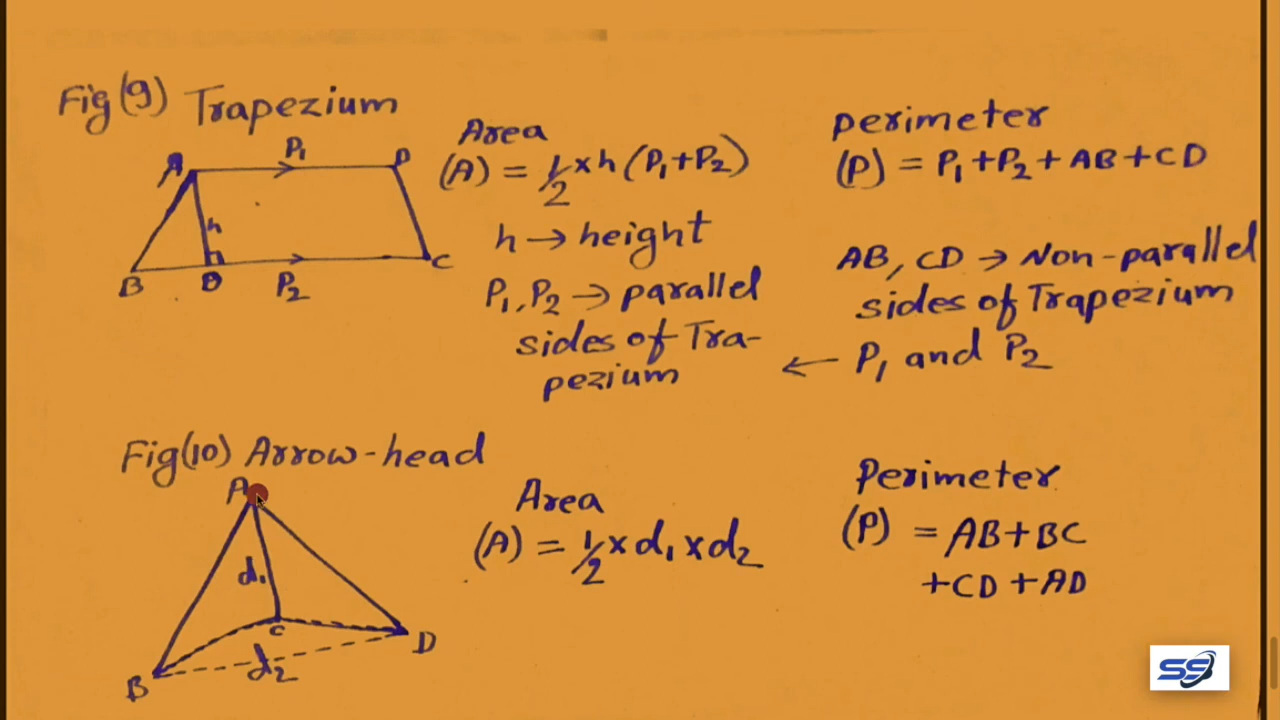 Fig(9) Trapezium
A
P1
P
h
B
D
P2
C
Area
(A) = 1/2 × h (P1+P2)
h → height
P1, P2 → parallel
sides of Tra-
pezium
perimeter
(P) = P1 + P2 + AB + CD
AB, CD → Non-parallel
sides of Trapezium
← P1 and P2
Fig(10) Arrow-head
A
d1
C
D
d2
B
Area
(A) = 1/2 × d1 × d2
Perimeter
(P) = AB + BC
+ CD + AD
SS